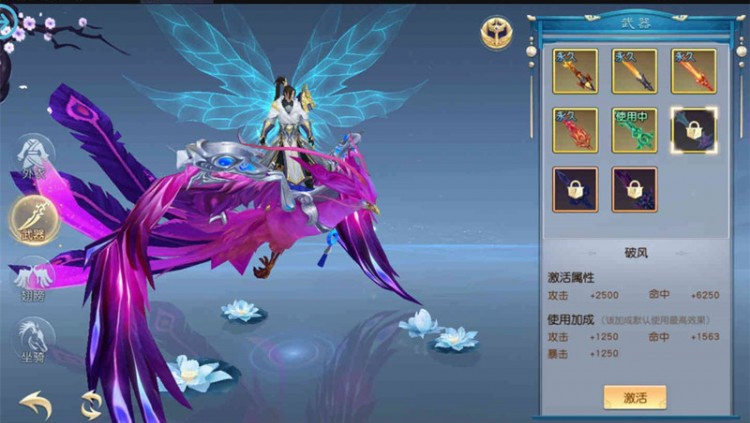 武器
永久
永久
永久
永久
使用中
外套
武器
翅膀
坐骑
破风
激活属性
攻击 +2500 命中 +6250
使用加成（该加成默认使用最高效果）
攻击 +1250 命中 +1563
暴击 +1250
激活